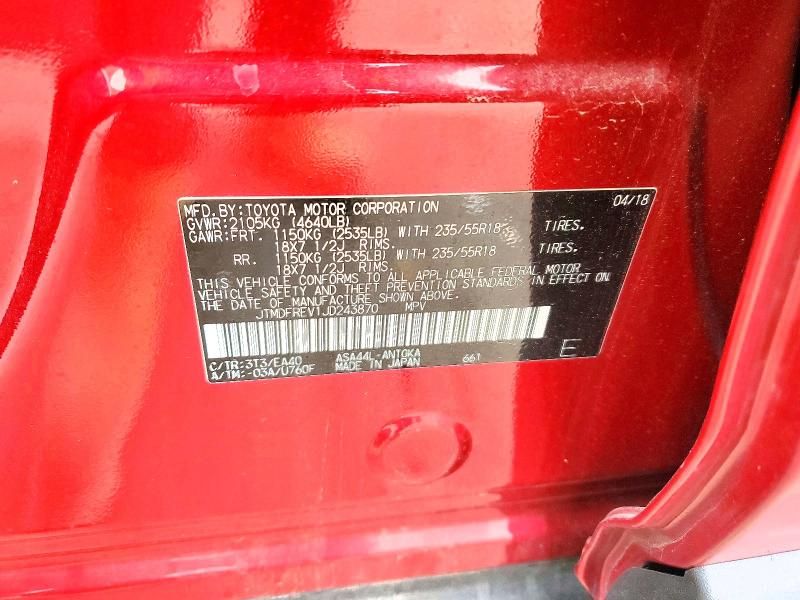 MFD.BY:TOYOTA MOTOR CORPORATION 04/18
GVWR:2105KG (4640LB)
GAWR:FRT. 1150KG (2535LB) WITH 235/55R18 TIRES.
18X7 1/2J RIMS.
RR. 1150KG (2535LB) WITH 235/55R18 TIRES.
18X7 1/2J RIMS.
THIS VEHICLE CONFORMS TO ALL APPLICABLE FEDERAL MOTOR
VEHICLE SAFETY AND THEFT PREVENTION STANDARDS IN EFFECT ON
THE DATE OF MANUFACTURE SHOWN ABOVE.
JTMDFREV1JD243870 MPV
C/TR:3T3/EA40 ASA44L-ANTGKA 661 E
A/TM:-03A/U760F MADE IN JAPAN